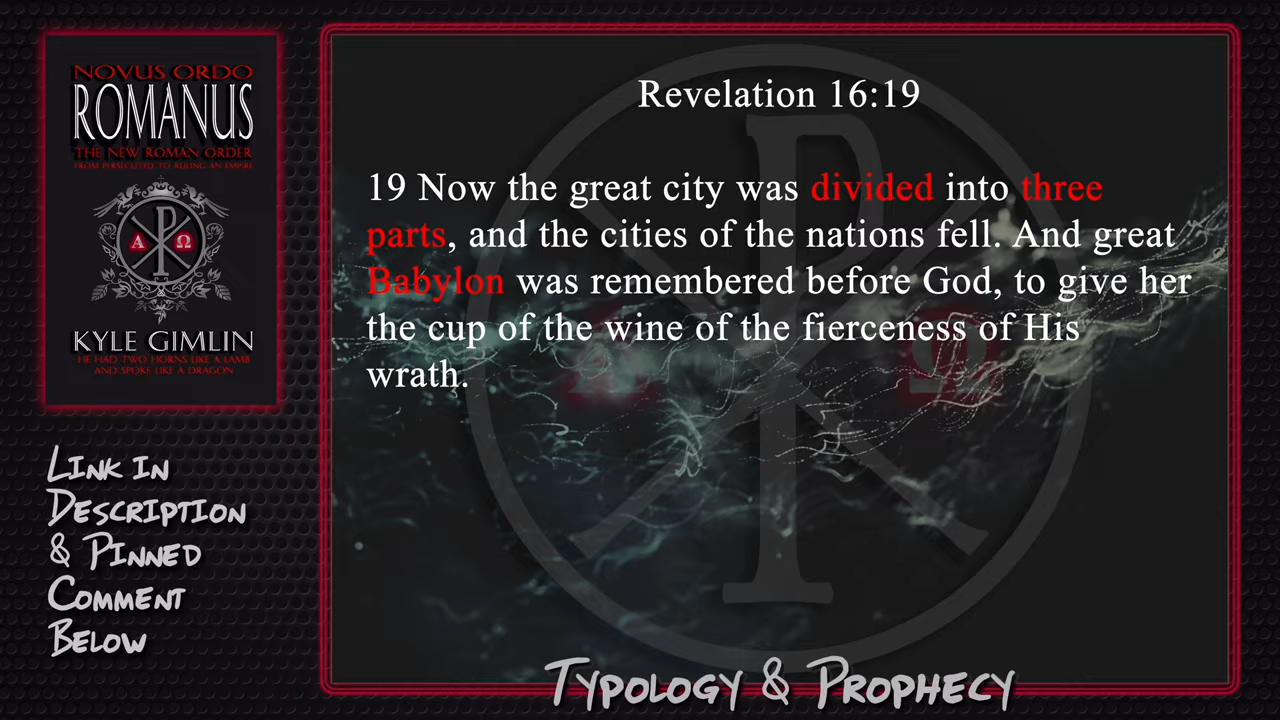 NOVUS ORDO
ROMANUS
THE NEW ROMAN ORDER
FROM PERSECUTED TO RULING AN EMPIRE
A Ω
KYLE GIMLIN
HE HAD TWO HORNS LIKE A LAMB
AND SPOKE LIKE A DRAGON
Link in
Description
& Pinned
Comment
Below
Revelation 16:19
19 Now the great city was divided into three
parts, and the cities of the nations fell. And great
Babylon was remembered before God, to give her
the cup of the wine of the fierceness of His
wrath.
A Ω
Typology & Prophecy